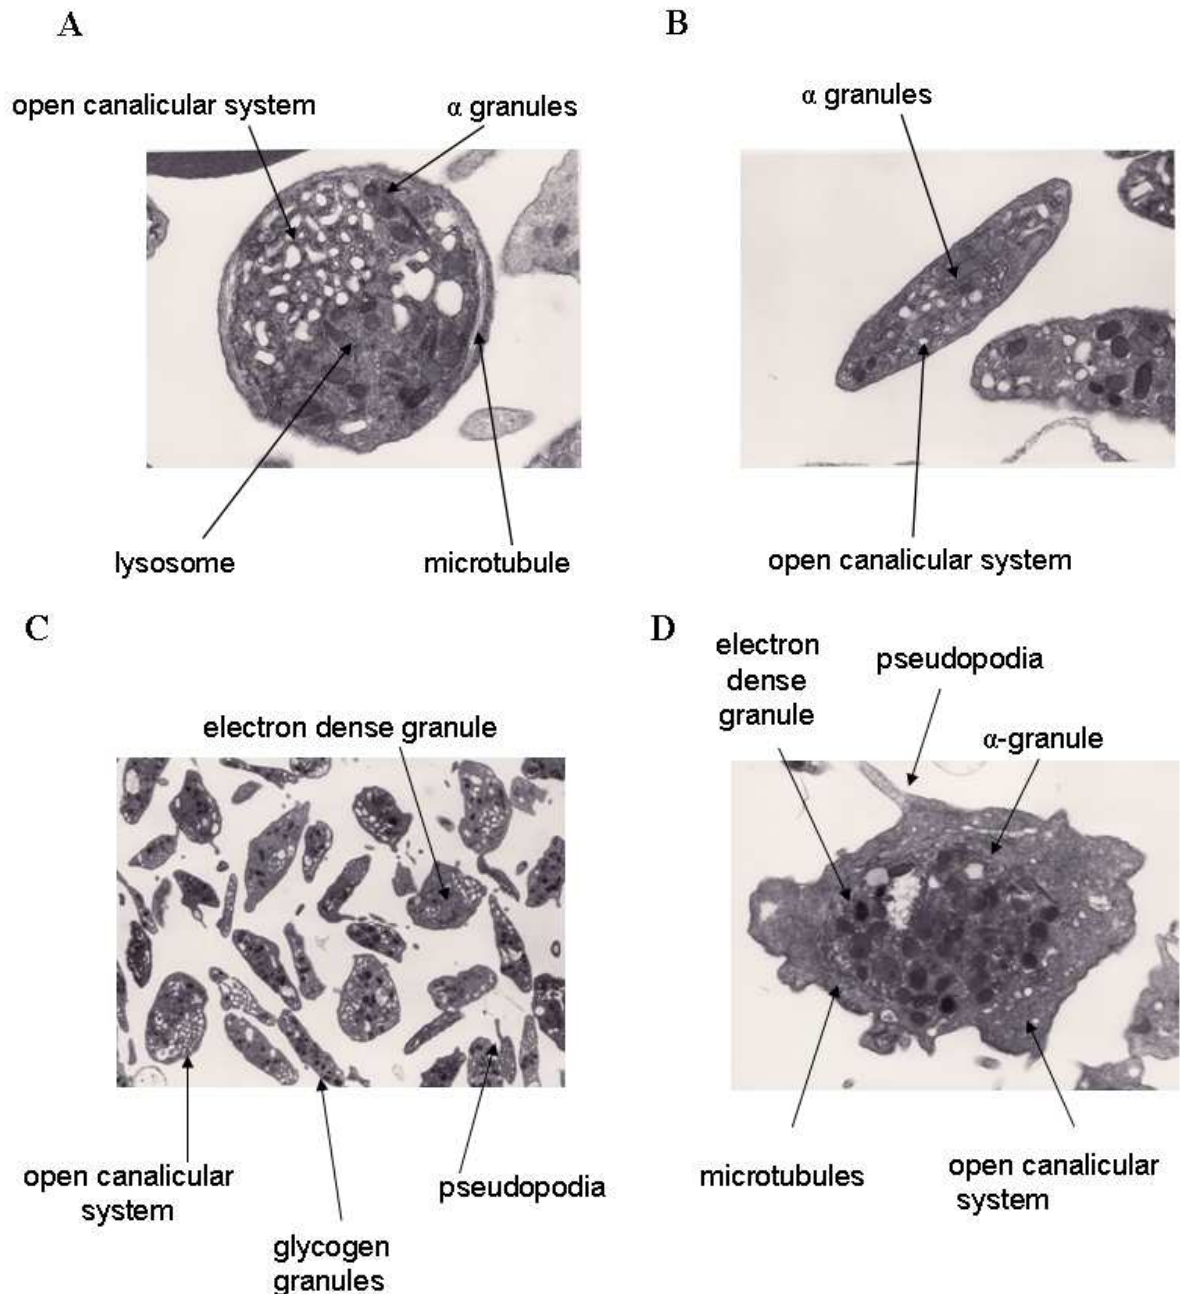 A
open canalicular system
α granules
lysosome
microtubule
B
α granules
open canalicular system
C
electron dense granule
open canalicular
system
glycogen
granules
pseudopodia
D
electron
dense
granule
pseudopodia
α-granule
microtubules
open canalicular
system